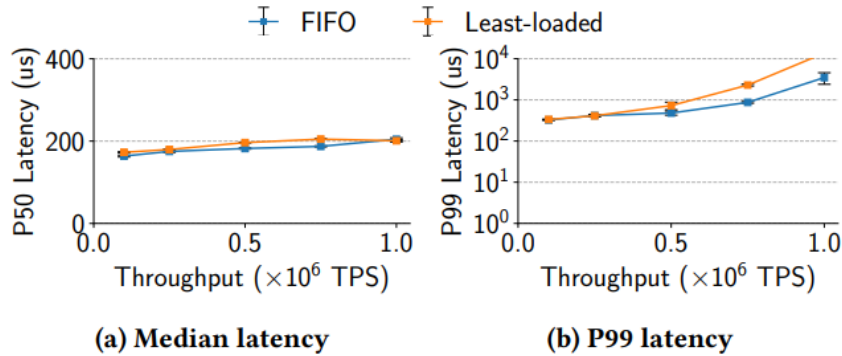 FIFO Least-loaded
P50 Latency (us)
400
200
0
0.0 0.5 1.0
Throughput (×10⁶ TPS)
(a) Median latency
P99 Latency (us)
10⁴
10³
10²
10¹
10⁰
0.0 0.5 1.0
Throughput (×10⁶ TPS)
(b) P99 latency